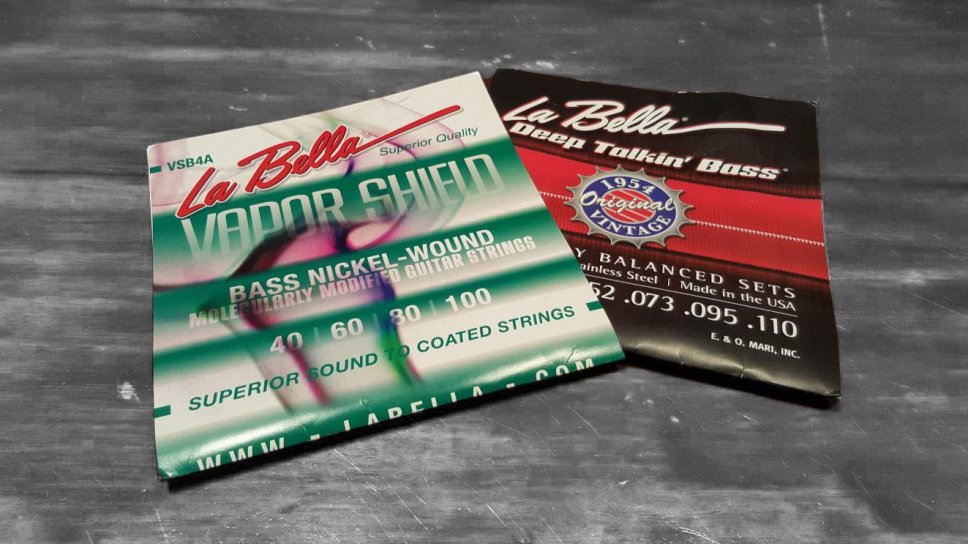 VSB4A
La Bella®
Superior Quality
VAPOR SHIELD
BASS NICKEL-WOUND
MOLECULARLY MODIFIED GUITAR STRINGS
40 | 60 | 80 | 100
SUPERIOR SOUND TO COATED STRINGS
La Bella®
Deep Talkin' Bass®
1954
Original
VINTAGE
BALANCED SETS
Steel | Made in the USA
.073 .095 .110
E. & O. MARI, INC.